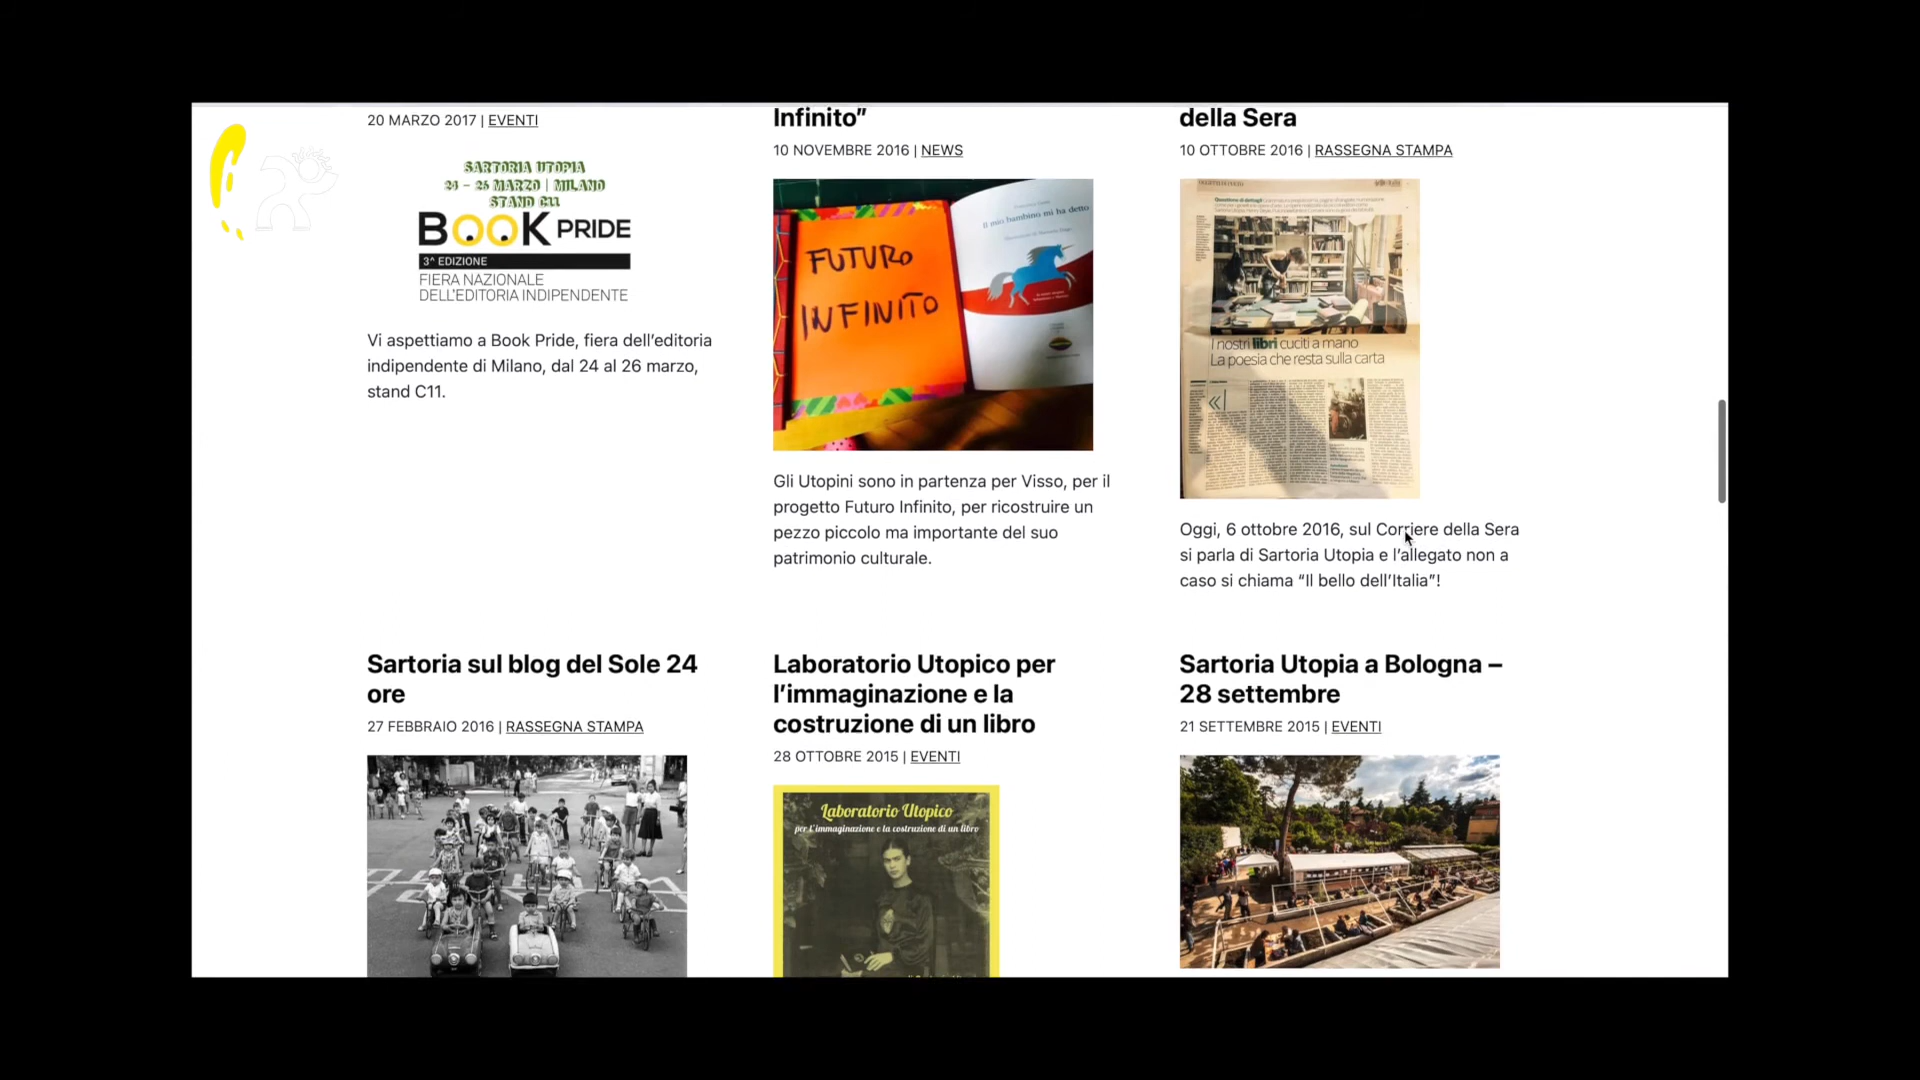 20 MARZO 2017 | EVENTI
SARTORIA UTOPIA
24 – 26 MARZO | MILANO
STAND C11
BOOK PRIDE
3^ EDIZIONE
FIERA NAZIONALE
DELL'EDITORIA INDIPENDENTE
Vi aspettiamo a Book Pride, fiera dell’editoria
indipendente di Milano, dal 24 al 26 marzo,
stand C11.
Infinito”
10 NOVEMBRE 2016 | NEWS
FUTURO
INFINITO
Il mio bambino mi ha detto
Gli Utopini sono in partenza per Visso, per il
progetto Futuro Infinito, per ricostruire un
pezzo piccolo ma importante del suo
patrimonio culturale.
della Sera
10 OTTOBRE 2016 | RASSEGNA STAMPA
I nostri libri cuciti a mano
La poesia che resta sulla carta
Oggi, 6 ottobre 2016, sul Corriere della Sera
si parla di Sartoria Utopia e l’allegato non a
caso si chiama “Il bello dell’Italia”!
Sartoria sul blog del Sole 24
ore
27 FEBBRAIO 2016 | RASSEGNA STAMPA
Laboratorio Utopico per
l’immaginazione e la
costruzione di un libro
28 OTTOBRE 2015 | EVENTI
Laboratorio Utopico
per l'immaginazione e la costruzione di un libro
Sartoria Utopia a Bologna –
28 settembre
21 SETTEMBRE 2015 | EVENTI